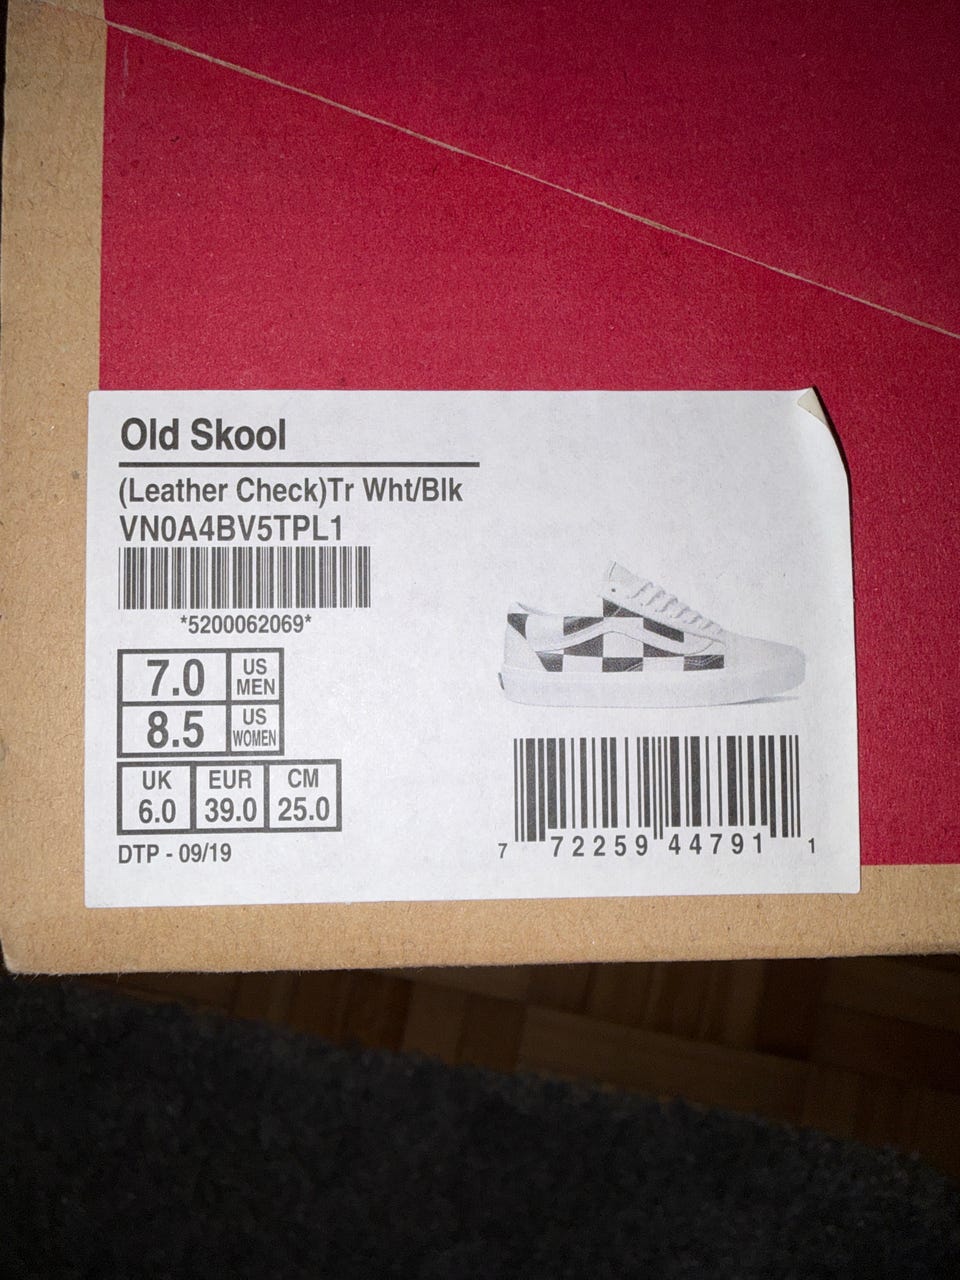 Old Skool
(Leather Check)Tr Wht/Blk
VN0A4BV5TPL1
*5200062069*
7.0 US MEN
8.5 US WOMEN
UK EUR CM
6.0 39.0 25.0
DTP - 09/19
7 72259 44791 1